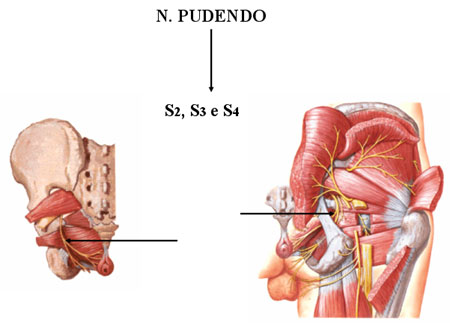 N. PUDENDO
S2, S3 e S4